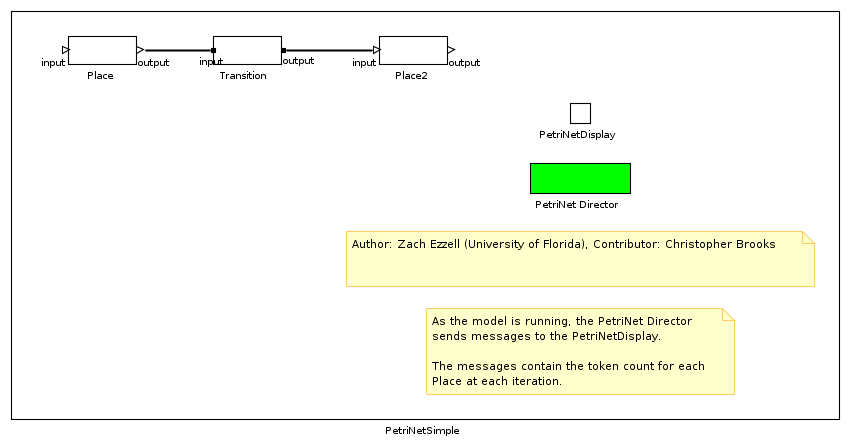 input
Place
output
input
Transition
output
input
Place2
output
PetriNetDisplay
PetriNet Director
Author: Zach Ezzell (University of Florida), Contributor: Christopher Brooks
As the model is running, the PetriNet Director
sends messages to the PetriNetDisplay.
The messages contain the token count for each
Place at each iteration.
PetriNetSimple